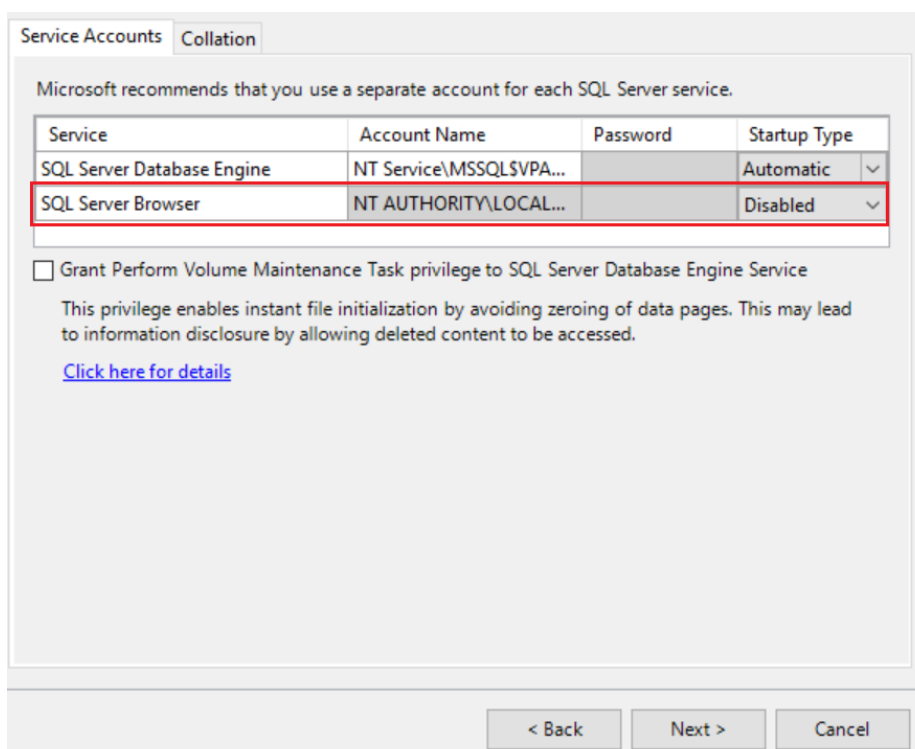 Service Accounts Collation
Microsoft recommends that you use a separate account for each SQL Server service.
Service Account Name Password Startup Type
SQL Server Database Engine NT Service\MSSQL$VPA... Automatic
SQL Server Browser NT AUTHORITY\LOCAL... Disabled
Grant Perform Volume Maintenance Task privilege to SQL Server Database Engine Service
This privilege enables instant file initialization by avoiding zeroing of data pages. This may lead
to information disclosure by allowing deleted content to be accessed.
Click here for details
< Back Next > Cancel